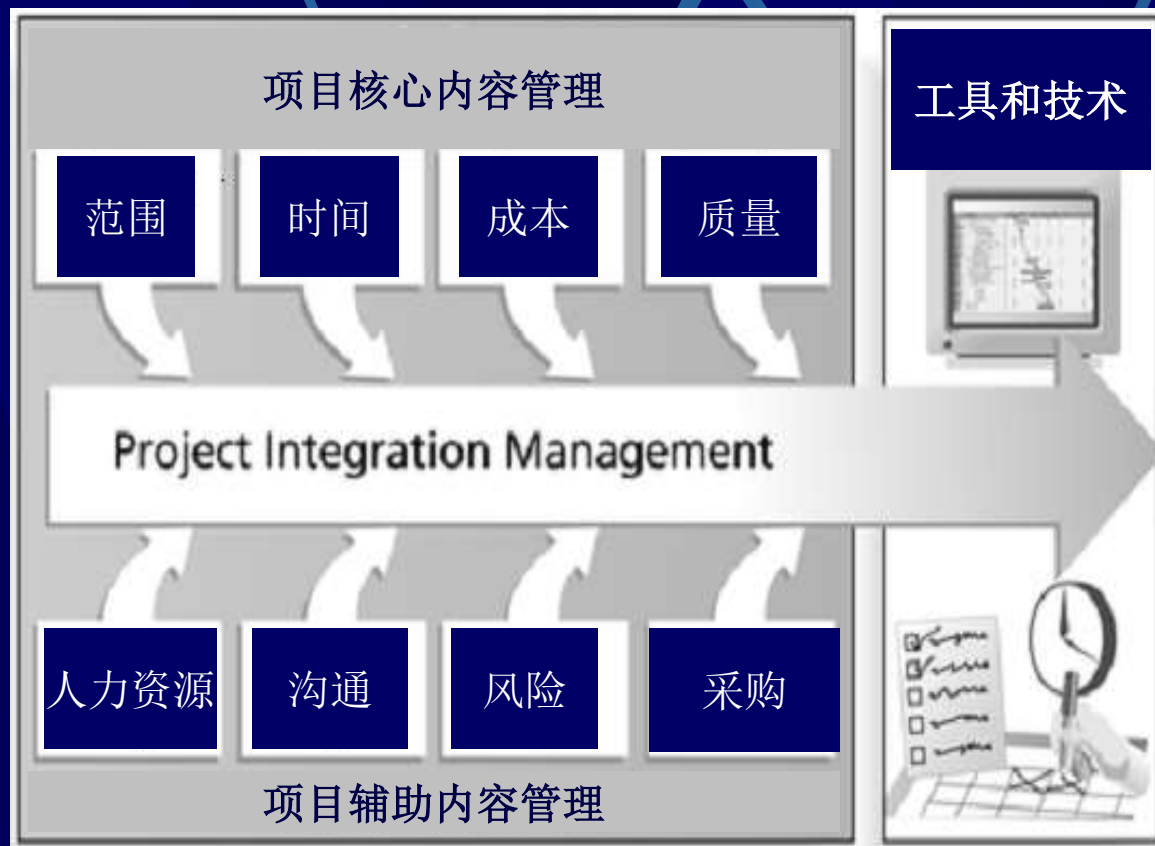 项目核心内容管理
工具和技术
范围
时间
成本
质量
Project Integration Management
人力资源
沟通
风险
采购
项目辅助内容管理